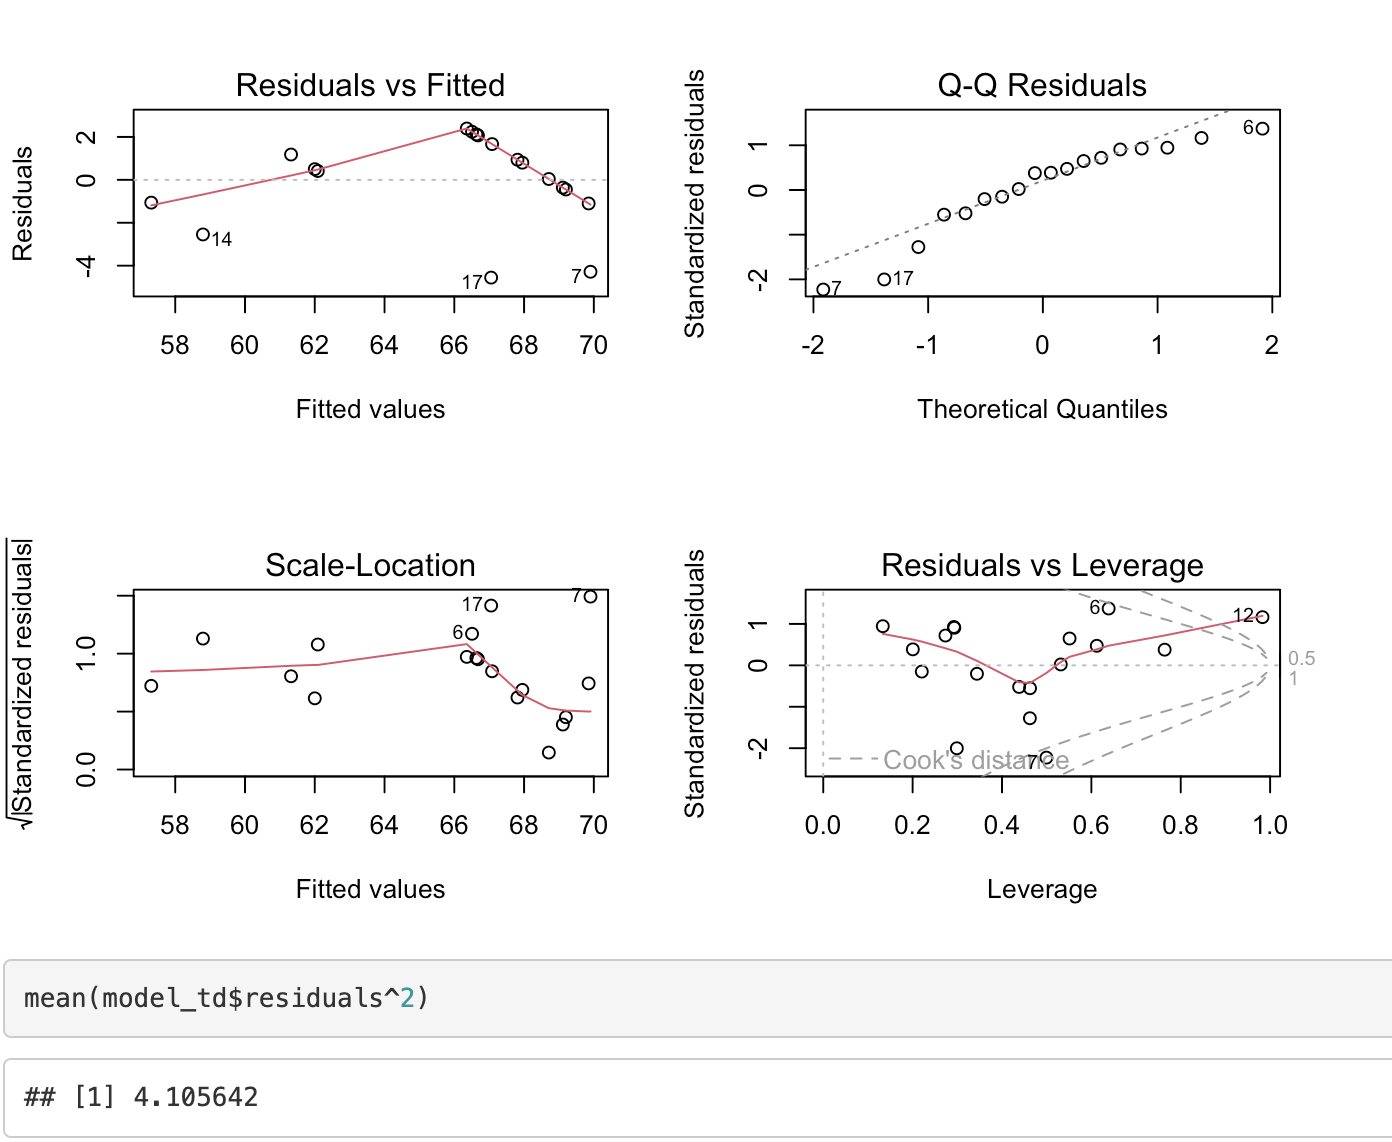 Residuals vs Fitted
Residuals
2
0
-4
14
17
7
58 60 62 64 66 68 70
Fitted values
Q-Q Residuals
Standardized residuals
1
0
-2
6
17
7
-2 -1 0 1 2
Theoretical Quantiles
Scale-Location
√|Standardized residuals|
1.0
0.0
7
17
6
58 60 62 64 66 68 70
Fitted values
Residuals vs Leverage
Standardized residuals
1
0
-2
6
12
0.5
1
Cook's distance
7
0.0 0.2 0.4 0.6 0.8 1.0
Leverage
mean(model_td$residuals^2)
## [1] 4.105642